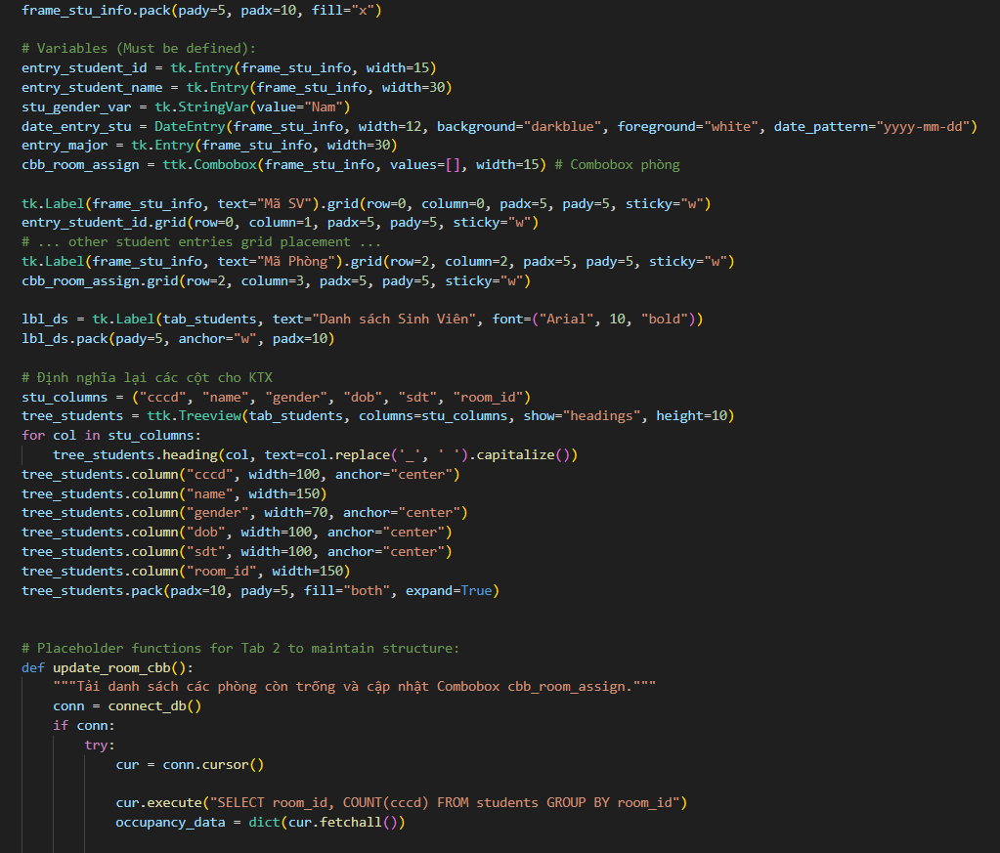 frame_stu_info.pack(pady=5, padx=10, fill="x")
# Variables (Must be defined):
entry_student_id = tk.Entry(frame_stu_info, width=15)
entry_student_name = tk.Entry(frame_stu_info, width=30)
stu_gender_var = tk.StringVar(value="Nam")
date_entry_stu = DateEntry(frame_stu_info, width=12, background="darkblue", foreground="white", date_pattern="yyyy-mm-dd")
entry_major = tk.Entry(frame_stu_info, width=30)
cbb_room_assign = ttk.Combobox(frame_stu_info, values=[], width=15) # Combobox phòng
tk.Label(frame_stu_info, text="Mã SV").grid(row=0, column=0, padx=5, pady=5, sticky="w")
entry_student_id.grid(row=0, column=1, padx=5, pady=5, sticky="w")
# ... other student entries grid placement ...
tk.Label(frame_stu_info, text="Mã Phòng").grid(row=2, column=2, padx=5, pady=5, sticky="w")
cbb_room_assign.grid(row=2, column=3, padx=5, pady=5, sticky="w")
lbl_ds = tk.Label(tab_students, text="Danh sách Sinh Viên", font=("Arial", 10, "bold"))
lbl_ds.pack(pady=5, anchor="w", padx=10)
# Định nghĩa lại các cột cho KTX
stu_columns = ("cccd", "name", "gender", "dob", "sdt", "room_id")
tree_students = ttk.Treeview(tab_students, columns=stu_columns, show="headings", height=10)
for col in stu_columns:
    tree_students.heading(col, text=col.replace('_', ' ').capitalize())
tree_students.column("cccd", width=100, anchor="center")
tree_students.column("name", width=150)
tree_students.column("gender", width=70, anchor="center")
tree_students.column("dob", width=100, anchor="center")
tree_students.column("sdt", width=100, anchor="center")
tree_students.column("room_id", width=150)
tree_students.pack(padx=10, pady=5, fill="both", expand=True)
# Placeholder functions for Tab 2 to maintain structure:
def update_room_cbb():
    """Tải danh sách các phòng còn trống và cập nhật Combobox cbb_room_assign."""
    conn = connect_db()
    if conn:
        try:
            cur = conn.cursor()
            cur.execute("SELECT room_id, COUNT(cccd) FROM students GROUP BY room_id")
            occupancy_data = dict(cur.fetchall())